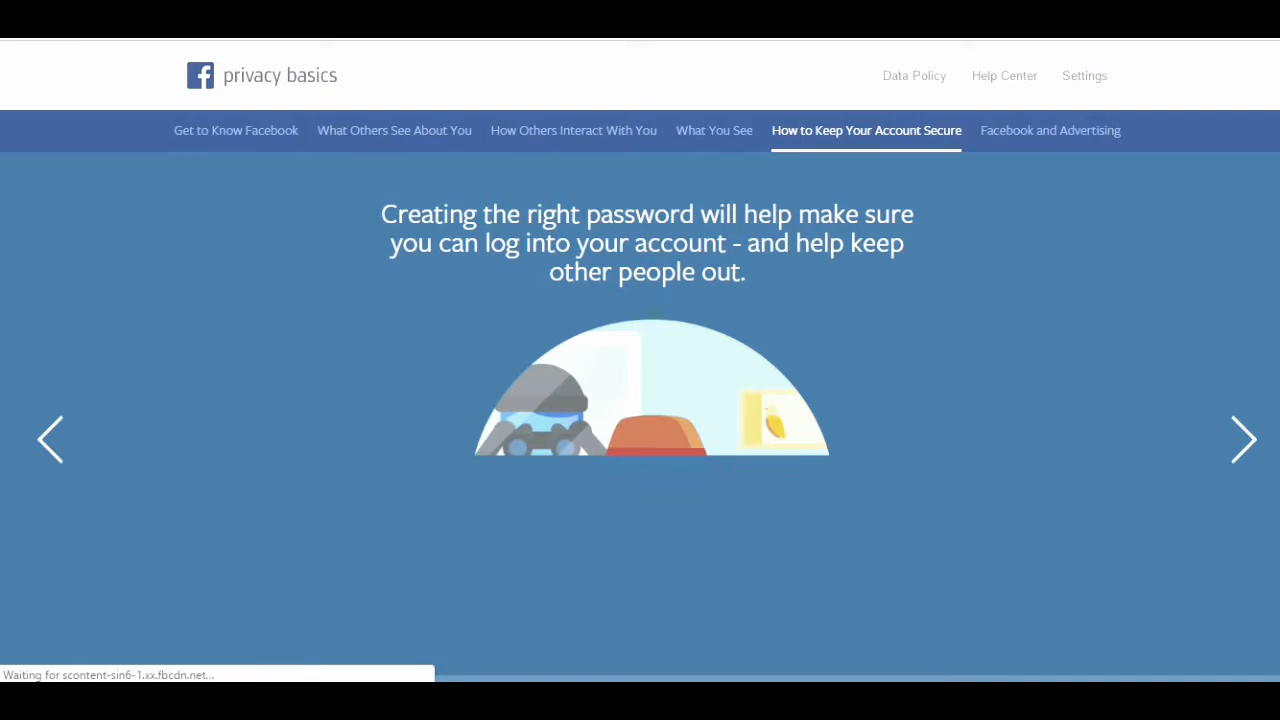 privacy basics
Data Policy Help Center Settings
Get to Know Facebook What Others See About You How Others Interact With You What You See How to Keep Your Account Secure Facebook and Advertising
Creating the right password will help make sure
you can log into your account - and help keep
other people out.
Waiting for scontent-sin6-1.xx.fbcdn.net...